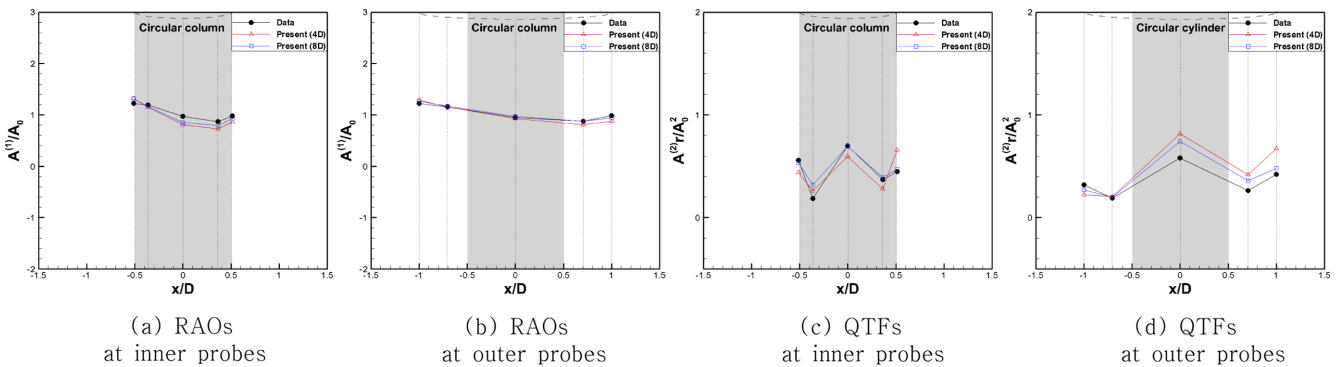 3
2
1
0
-1
-2
-1.5
-1
-0.5
0
0.5
1
1.5
A(1)/A0
x/D
Circular column
Data
Present (4D)
Present (8D)
(a) RAOs
at inner probes
3
2
1
0
-1
-2
-1.5
-1
-0.5
0
0.5
1
1.5
A(1)/A0
x/D
Circular column
Data
Present (4D)
Present (8D)
(b) RAOs
at outer probes
2
1
0
-1.5
-1
-0.5
0
0.5
1
1.5
A(2)r/A02
x/D
Circular column
Data
Present (4D)
Present (8D)
(c) QTFs
at inner probes
2
1
0
-1.5
-1
-0.5
0
0.5
1
1.5
A(2)r/A02
x/D
Circular cylinder
Data
Present (4D)
Present (8D)
(d) QTFs
at outer probes